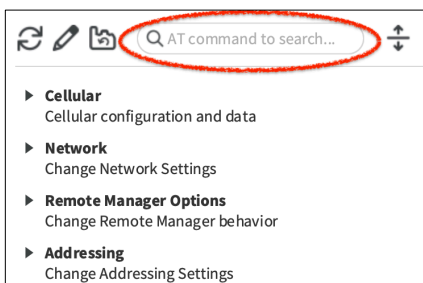 AT command to search...
Cellular
Cellular configuration and data
Network
Change Network Settings
Remote Manager Options
Change Remote Manager behavior
Addressing
Change Addressing Settings